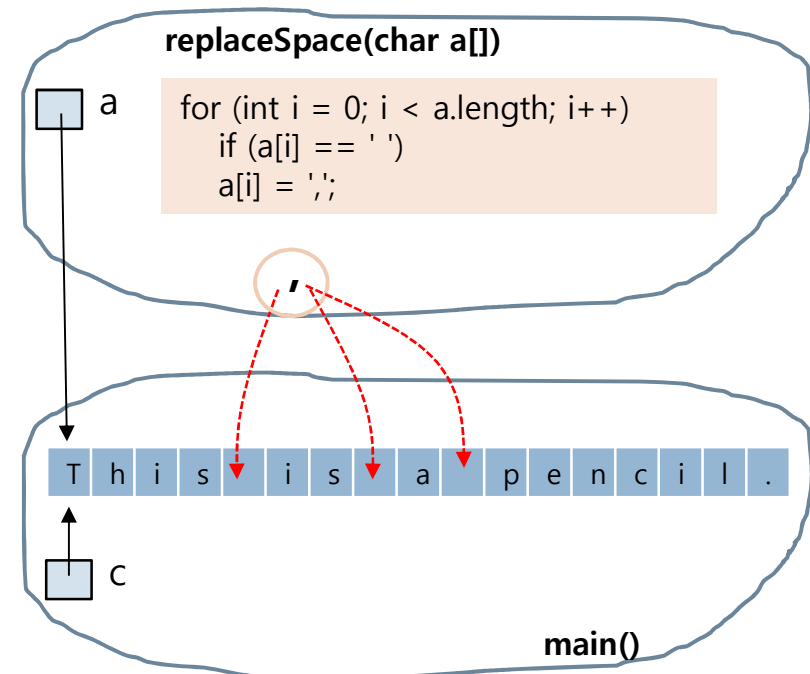 replaceSpace(char a[])
a
for (int i = 0; i < a.length; i++)
if (a[i] == ' ')
a[i] = ',';
,
T h i s i s a p e n c i l .
c
main()